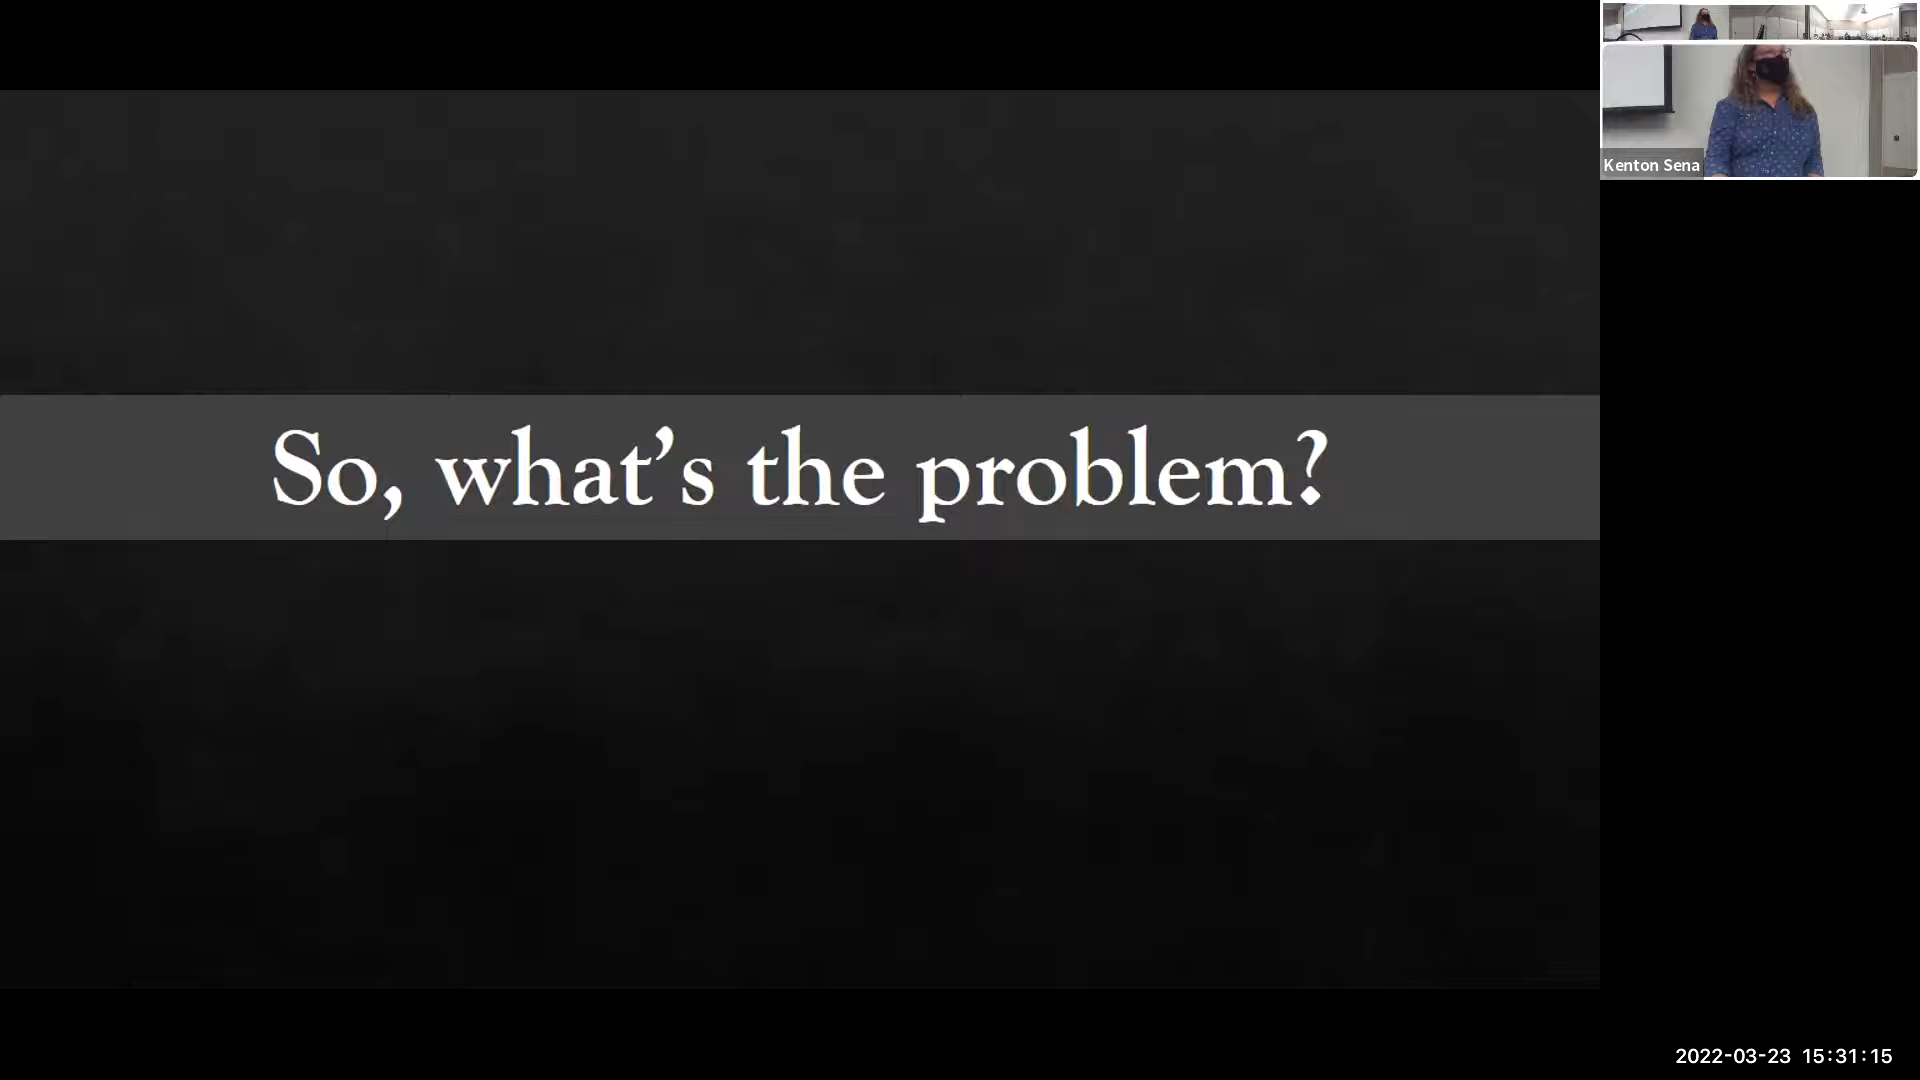 So, what’s the problem?
Kenton Sena
2022-03-23 15:31:15